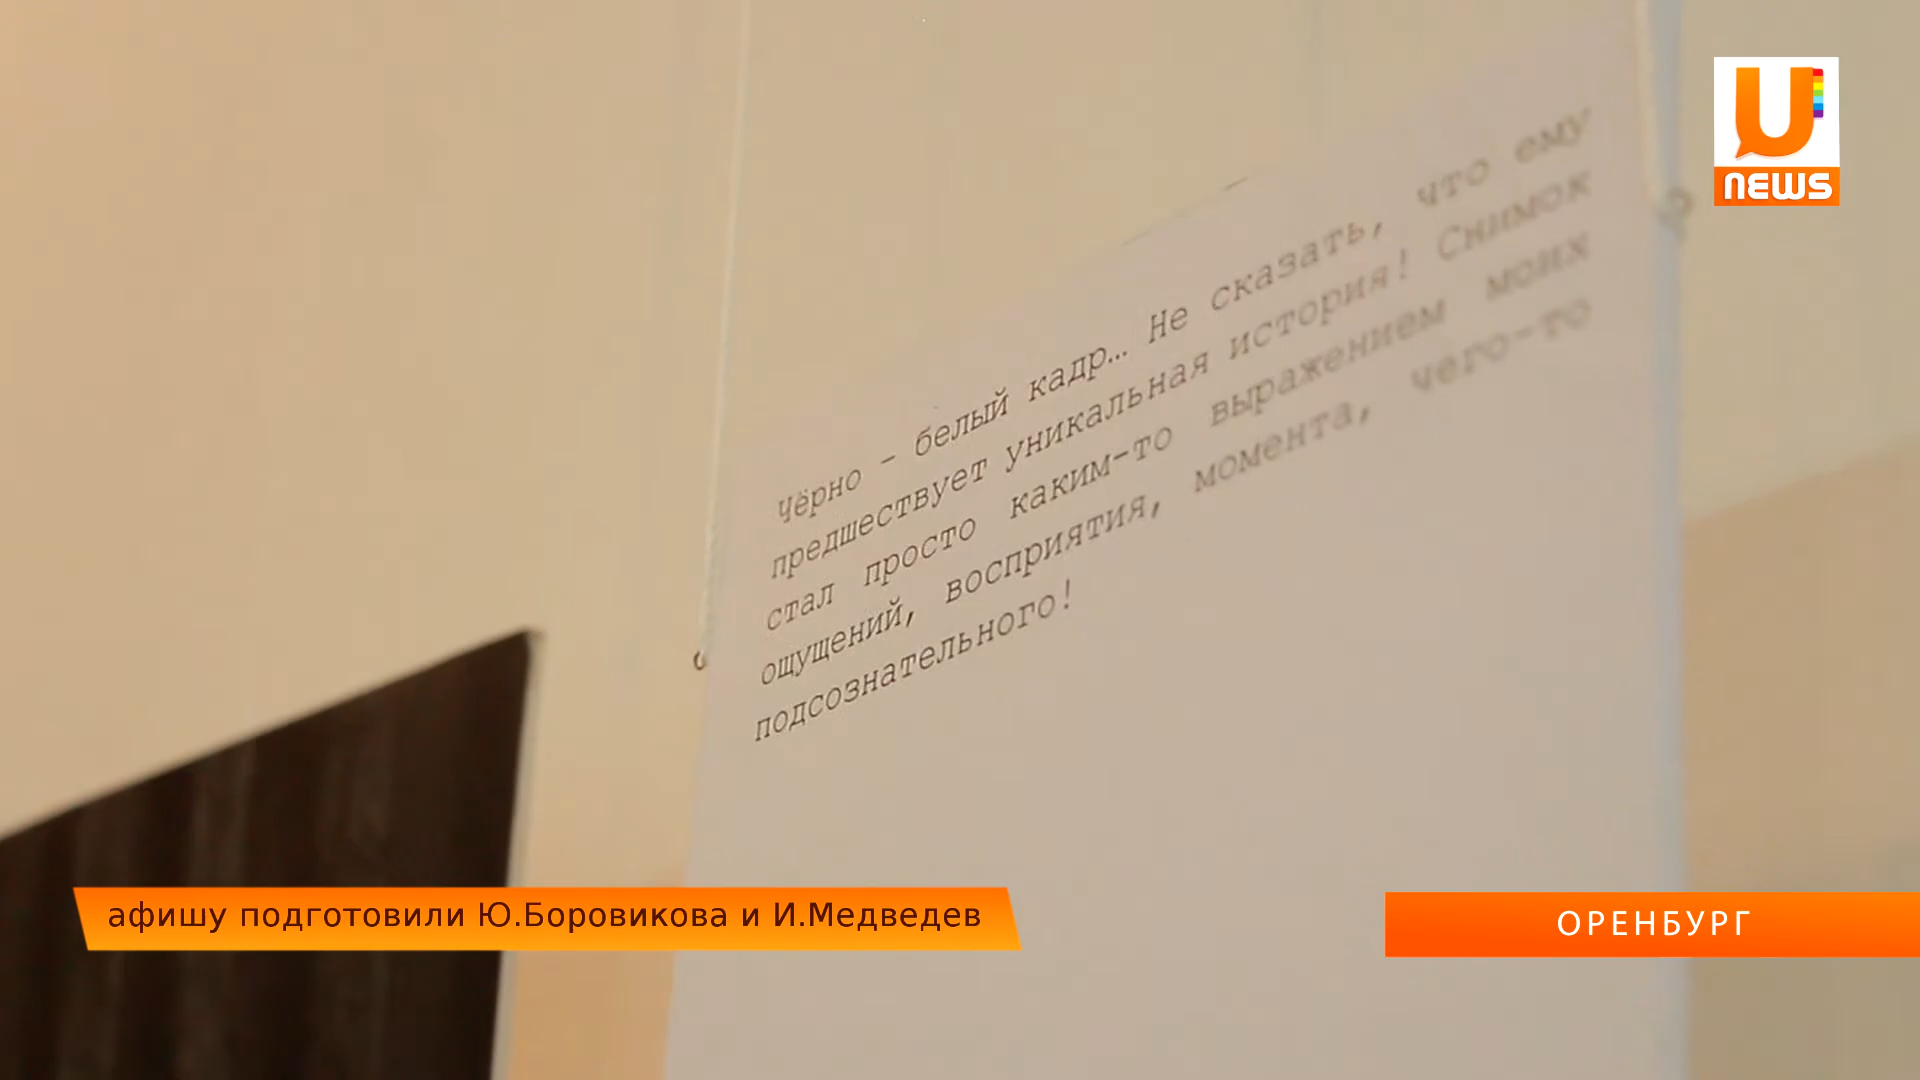 U
NEWS
Чёрно – белый кадр… Не сказать, что ему
предшествует уникальная история! Снимок
стал просто каким-то выражением моих
ощущений, восприятия, момента, чего-то
подсознательного!
афишу подготовили Ю.Боровикова и И.Медведев
ОРЕНБУРГ